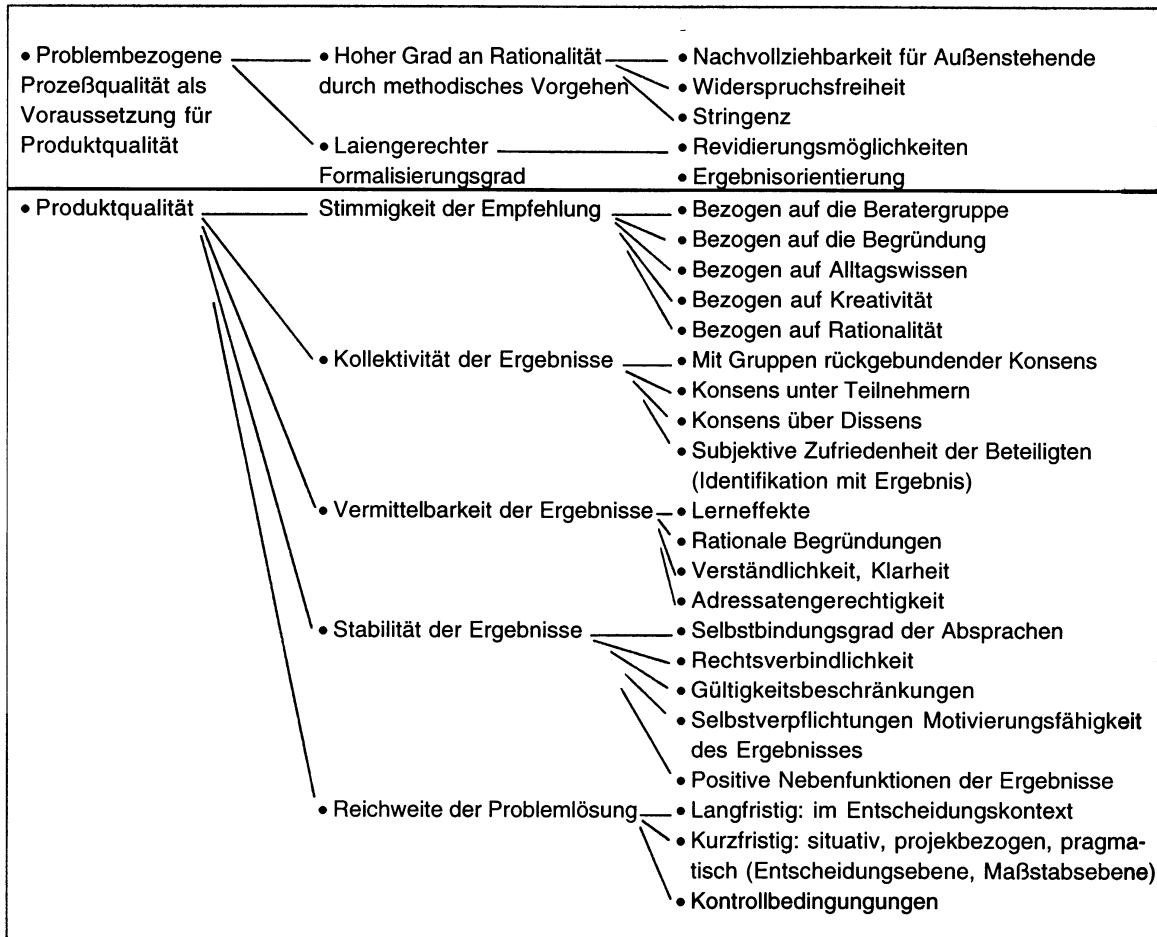 • Problembezogene • Hoher Grad an Rationalität • Nachvollziehbarkeit für Außenstehende
Prozeßqualität als durch methodisches Vorgehen • Widerspruchsfreiheit
Voraussetzung für • Stringenz
Produktqualität • Laiengerechter • Revidierungsmöglichkeiten
Formalisierungsgrad • Ergebnisorientierung
• Produktqualität Stimmigkeit der Empfehlung • Bezogen auf die Beratergruppe
• Bezogen auf die Begründung
• Bezogen auf Alltagswissen
• Bezogen auf Kreativität
• Bezogen auf Rationalität
• Kollektivität der Ergebnisse • Mit Gruppen rückgebundender Konsens
• Konsens unter Teilnehmern
• Konsens über Dissens
• Subjektive Zufriedenheit der Beteiligten
(Identifikation mit Ergebnis)
• Vermittelbarkeit der Ergebnisse • Lerneffekte
• Rationale Begründungen
• Verständlichkeit, Klarheit
• Adressatengerechtigkeit
• Stabilität der Ergebnisse • Selbstbindungsgrad der Absprachen
• Rechtsverbindlichkeit
• Gültigkeitsbeschränkungen
• Selbstverpflichtungen Motivierungsfähigkeit
des Ergebnisses
• Positive Nebenfunktionen der Ergebnisse
• Reichweite der Problemlösung • Langfristig: im Entscheidungskontext
• Kurzfristig: situativ, projekbezogen, pragma-
tisch (Entscheidungsebene, Maßstabsebene)
• Kontrollbedingungungen